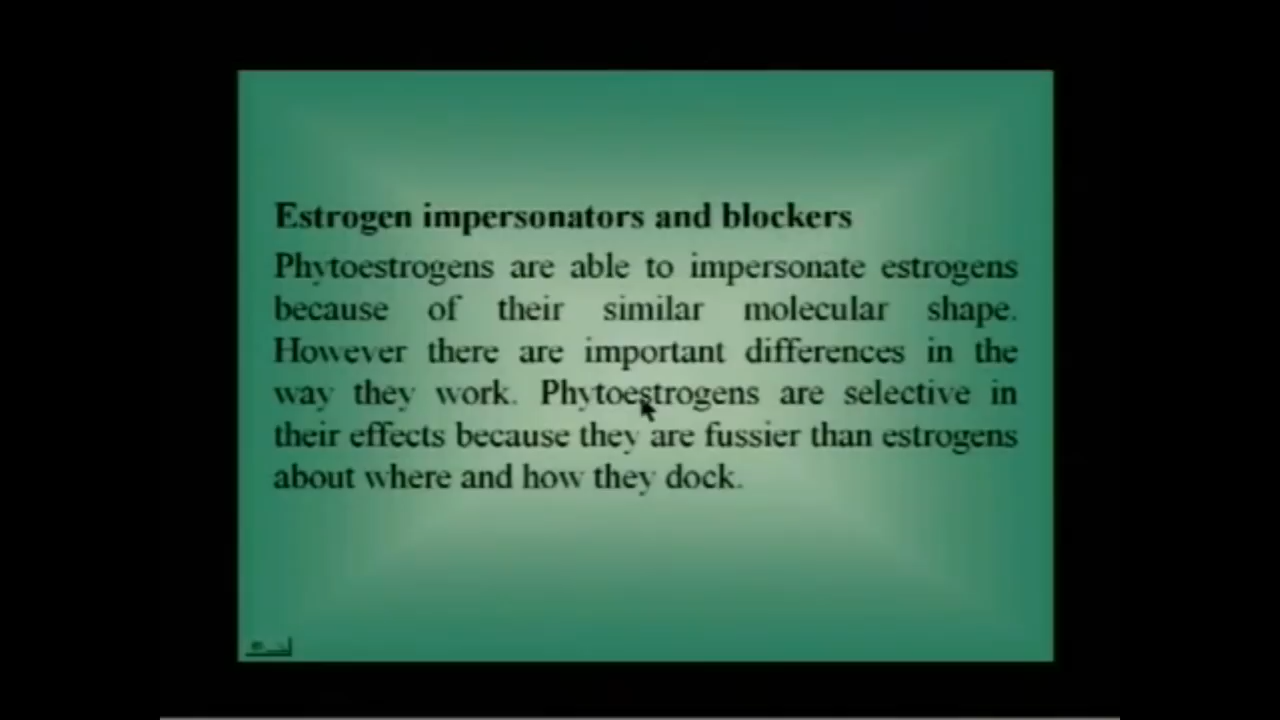 Estrogen impersonators and blockers
Phytoestrogens are able to impersonate estrogens
because of their similar molecular shape.
However there are important differences in the
way they work. Phytoestrogens are selective in
their effects because they are fussier than estrogens
about where and how they dock.